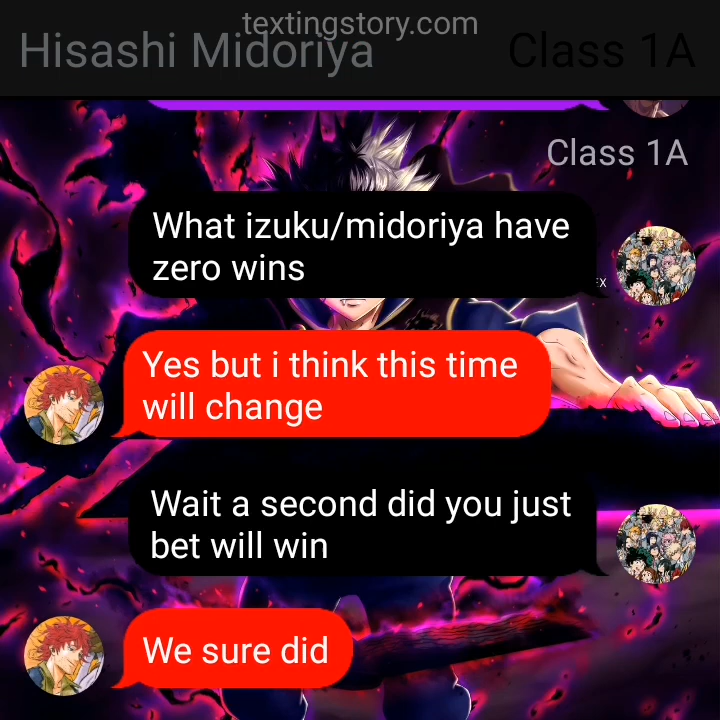 textingstory.com
Hisashi Midoriya
Class 1A
Class 1A
What izuku/midoriya have
zero wins
Yes but i think this time
will change
Wait a second did you just
bet will win
We sure did